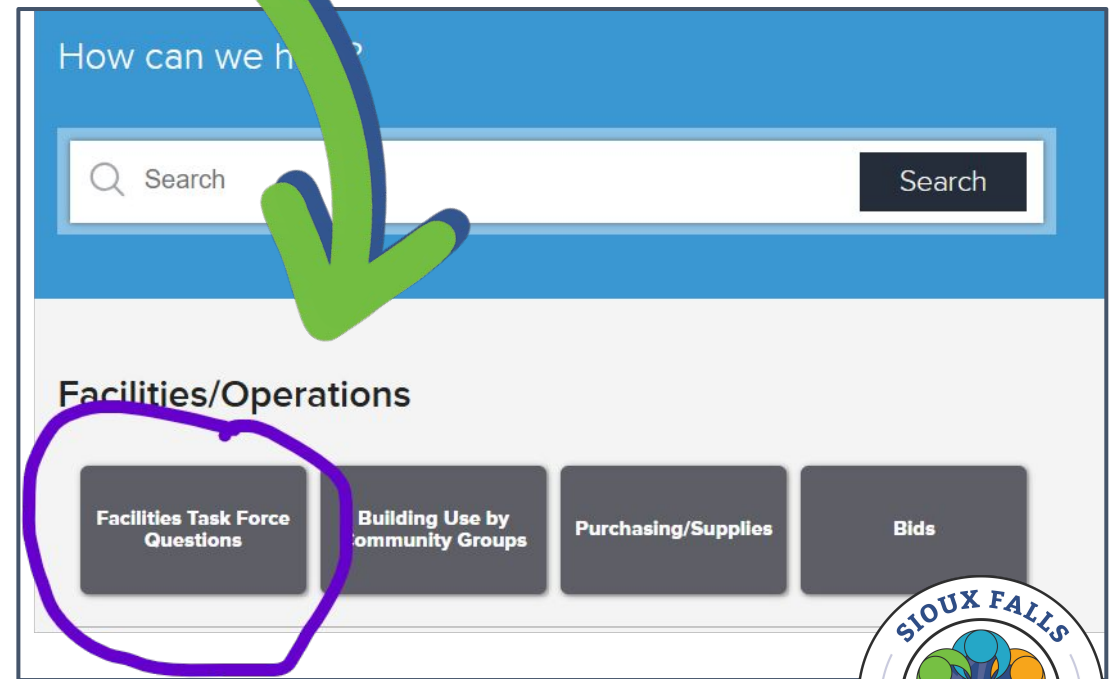 How can we h ?
Search
Search
Facilities/Operations
Facilities Task Force
Questions
Building Use by
ommunity Groups
Purchasing/Supplies
Bids
SIOUX FALLS